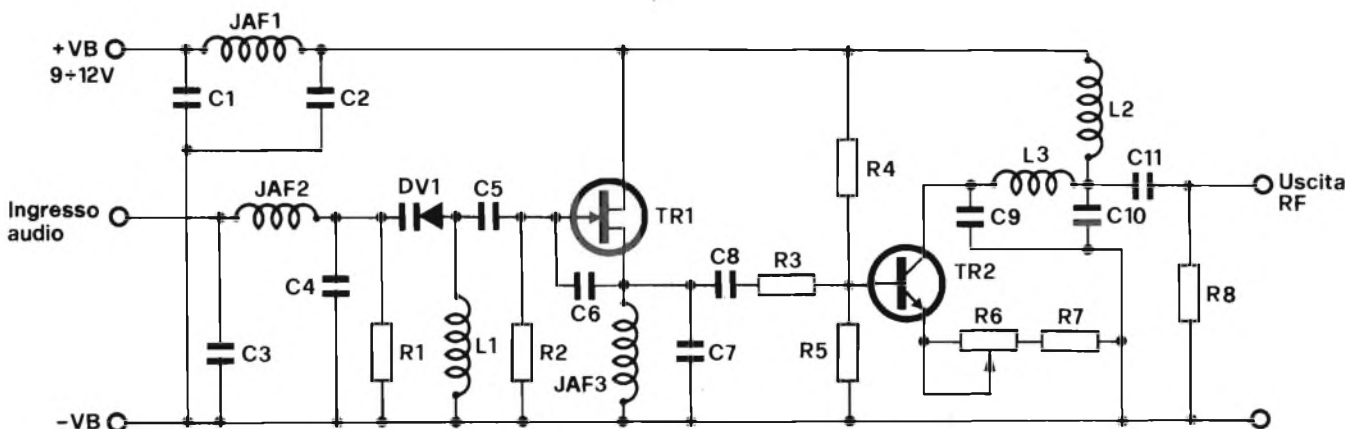 JAF1
+VB
9÷12V
C1
C2
L2
R4
L3
C11
JAF2
DV1
C5
TR1
Ingresso
audio
Uscita
RF
C9
C10
C8
R3
TR2
C4
C6
R8
C3
R1
L1
R2
JAF3
C7
R5
R6
R7
-VB